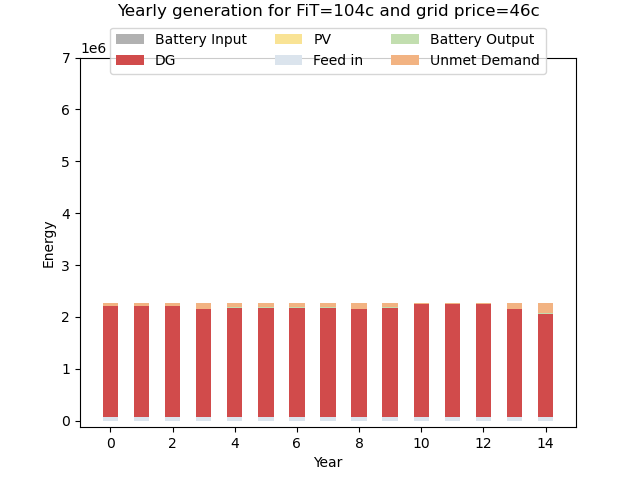 Yearly generation for FiT=104c and grid price=46c
Battery Input PV Battery Output
DG Feed in Unmet Demand
1e6
7
6
5
4
3
2
1
0
Energy
0 2 4 6 8 10 12 14
Year